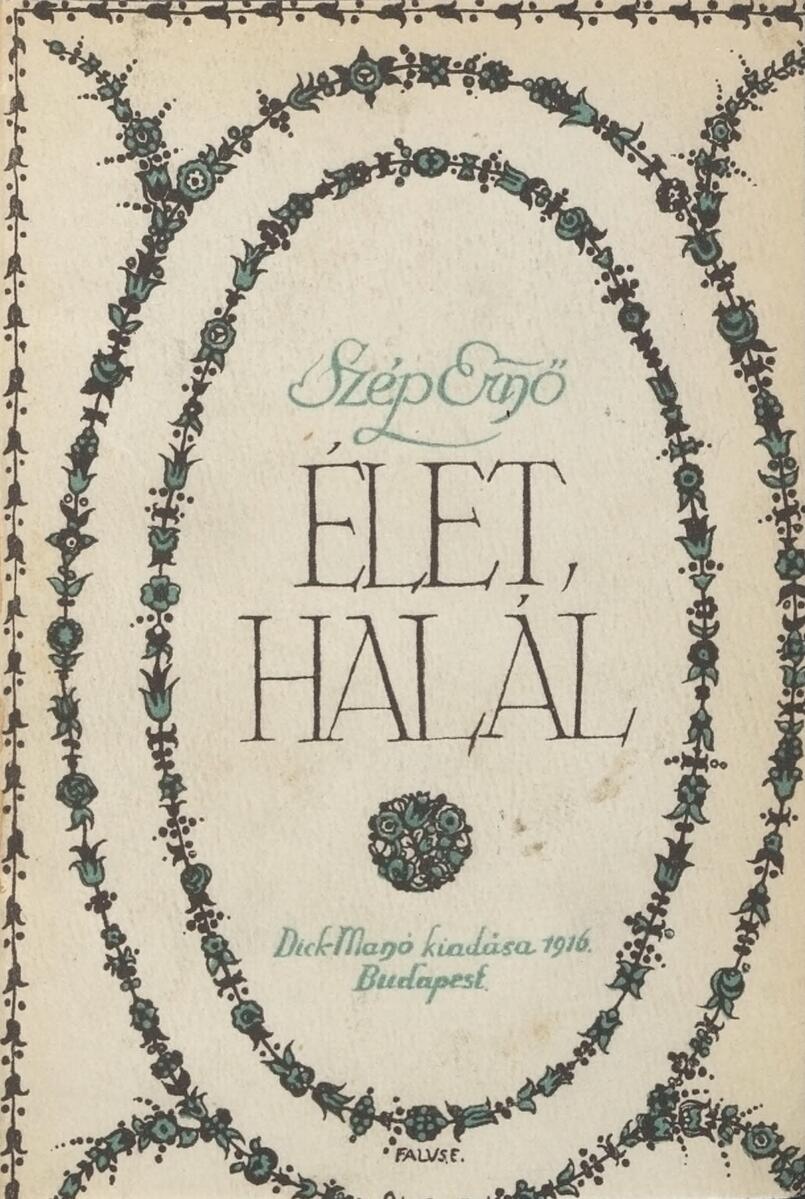 Szép Ernő
ÉLET,
HALÁL
Dick Manó kiadása 1916.
Budapest.
FALUS E.